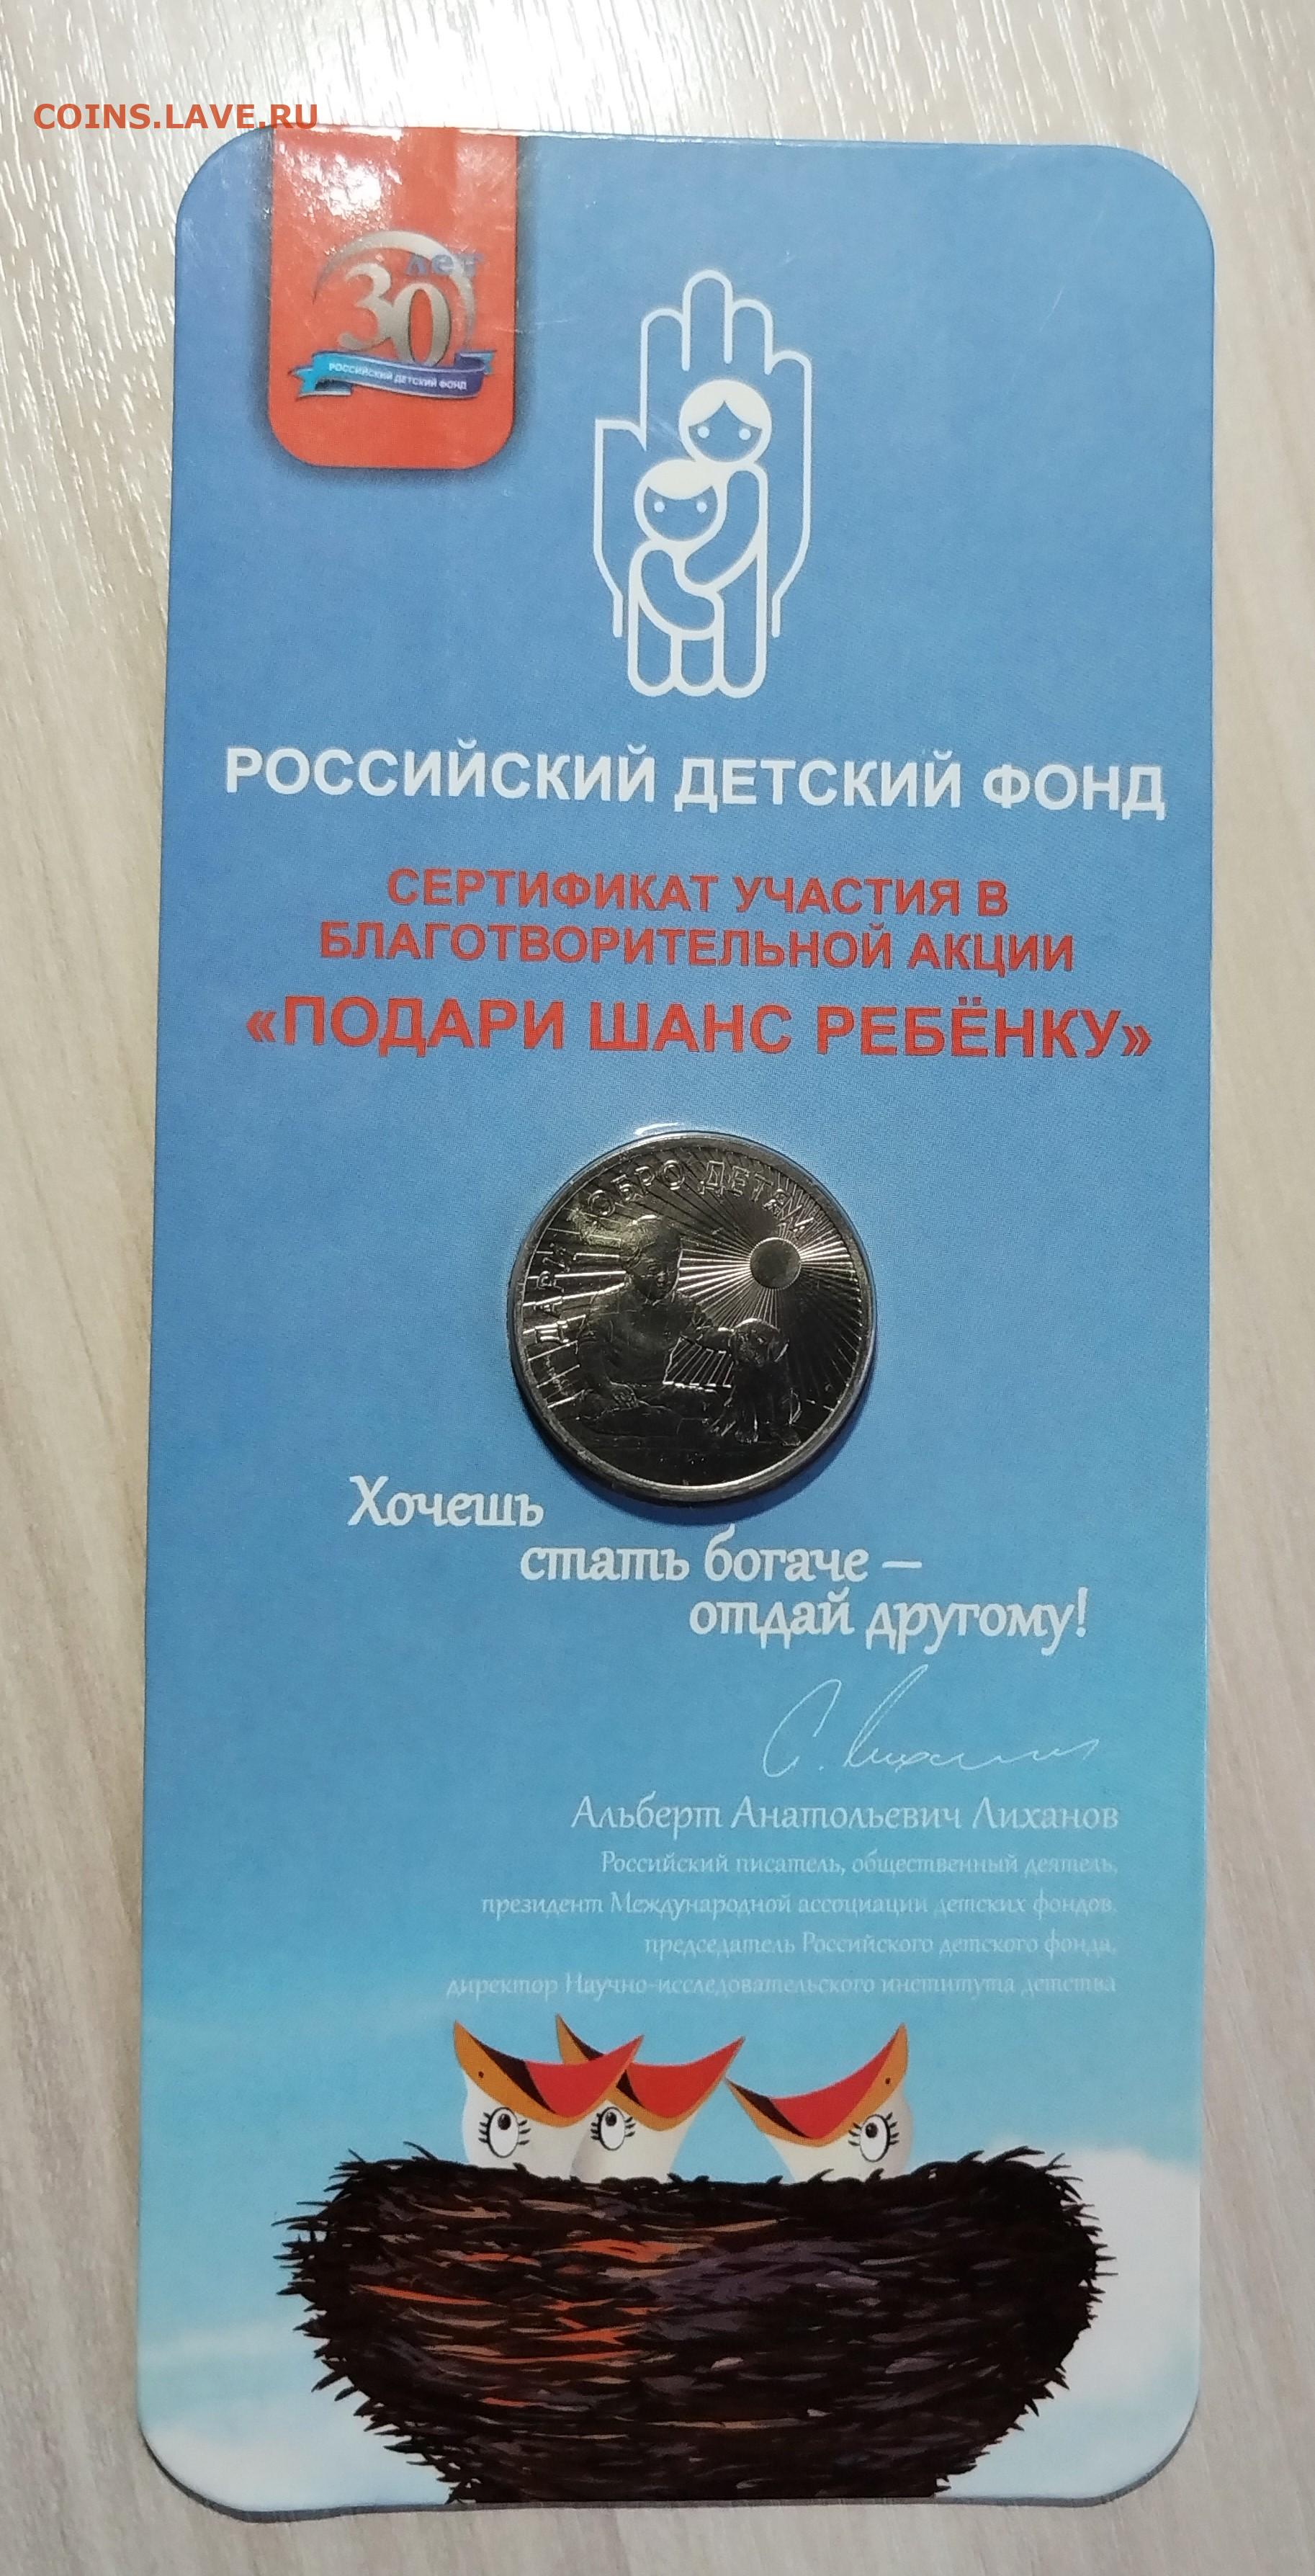 COINS.LAVE.RU
30 лет
РОССИЙСКИЙ ДЕТСКИЙ ФОНД
РОССИЙСКИЙ ДЕТСКИЙ ФОНД
СЕРТИФИКАТ УЧАСТИЯ В
БЛАГОТВОРИТЕЛЬНОЙ АКЦИИ
«ПОДАРИ ШАНС РЕБЁНКУ»
ДАРИ ДОБРО ДЕТЯМ
Хочешь
стать богаче –
отдай другому!
Альберт Анатольевич Лиханов
Российский писатель, общественный деятель,
президент Международной ассоциации детских фондов,
председатель Российского детского фонда,
директор Научно-исследовательского института детства